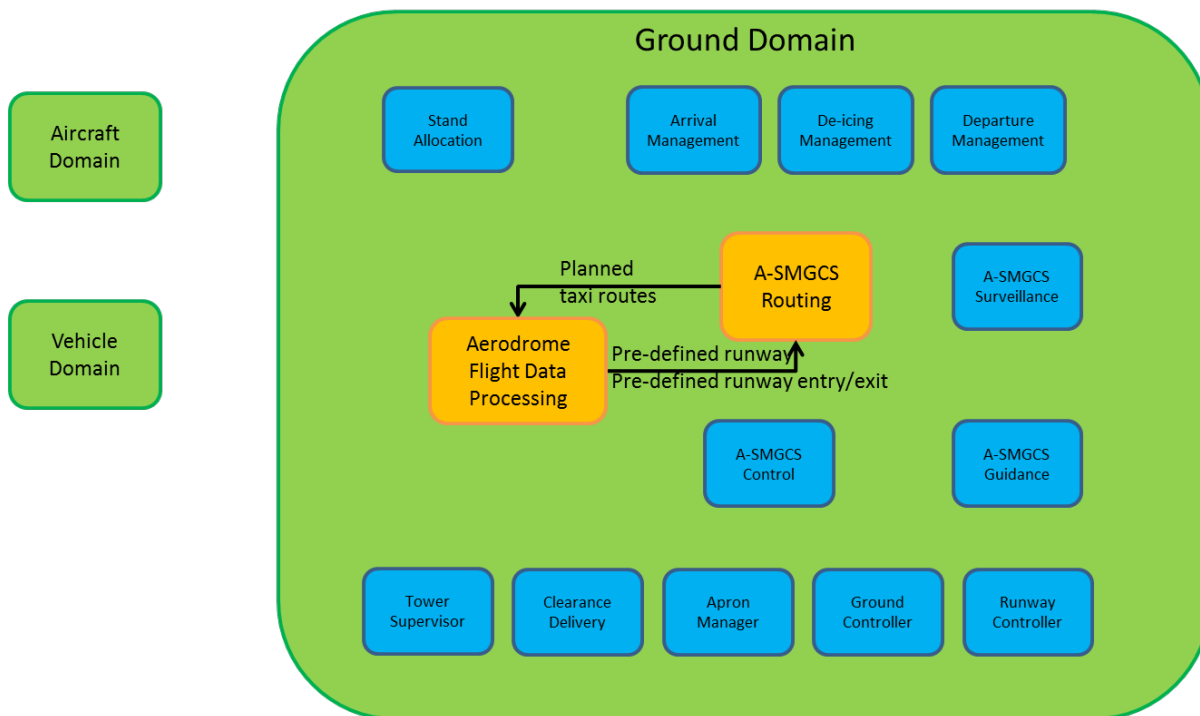 Ground Domain
Aircraft
Domain
Stand
Allocation
Arrival
Management
De-icing
Management
Departure
Management
Vehicle
Domain
Planned
taxi routes
A-SMGCS
Routing
A-SMGCS
Surveillance
Aerodrome
Flight Data
Processing
Pre-defined runway
Pre-defined runway entry/exit
A-SMGCS
Control
A-SMGCS
Guidance
Tower
Supervisor
Clearance
Delivery
Apron
Manager
Ground
Controller
Runway
Controller